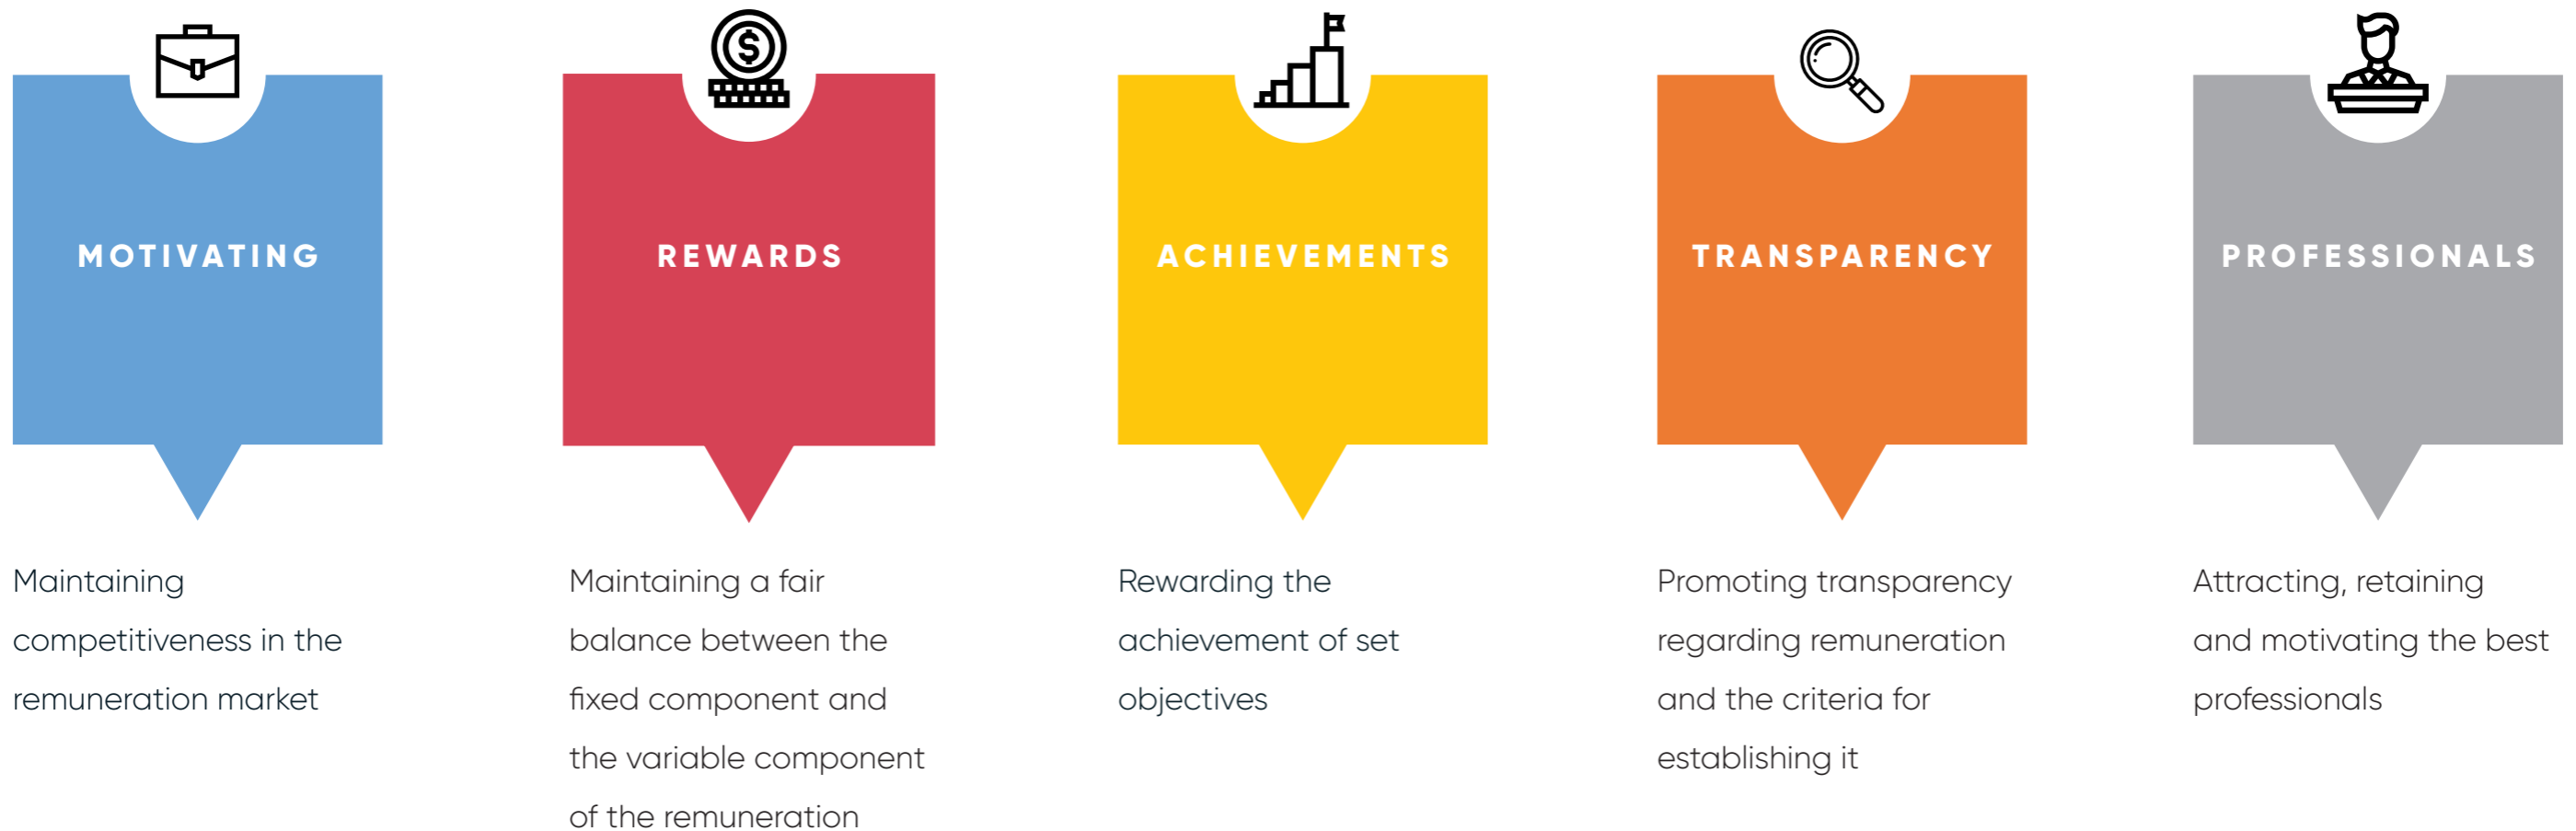 MOTIVATING
Maintaining
competitiveness in the
remuneration market
REWARDS
Maintaining a fair
balance between the
fixed component and
the variable component
of the remuneration
ACHIEVEMENTS
Rewarding the
achievement of set
objectives
TRANSPARENCY
Promoting transparency
regarding remuneration
and the criteria for
establishing it
PROFESSIONALS
Attracting, retaining
and motivating the best
professionals